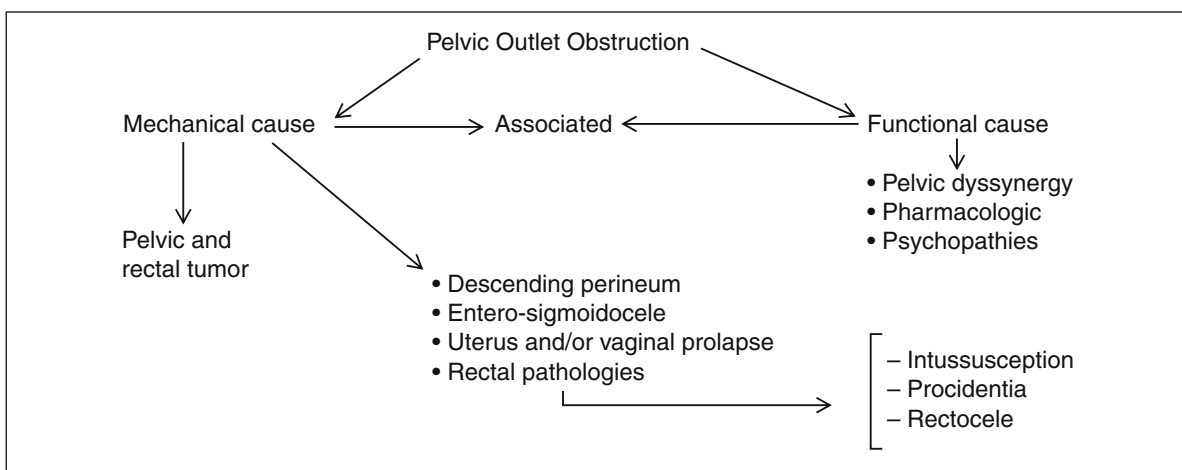 Pelvic Outlet Obstruction
Mechanical cause
Associated
Functional cause
• Pelvic dyssynergy
• Pharmacologic
• Psychopathies
Pelvic and
rectal tumor
• Descending perineum
• Entero-sigmoidocele
• Uterus and/or vaginal prolapse
• Rectal pathologies
– Intussusception
– Procidentia
– Rectocele